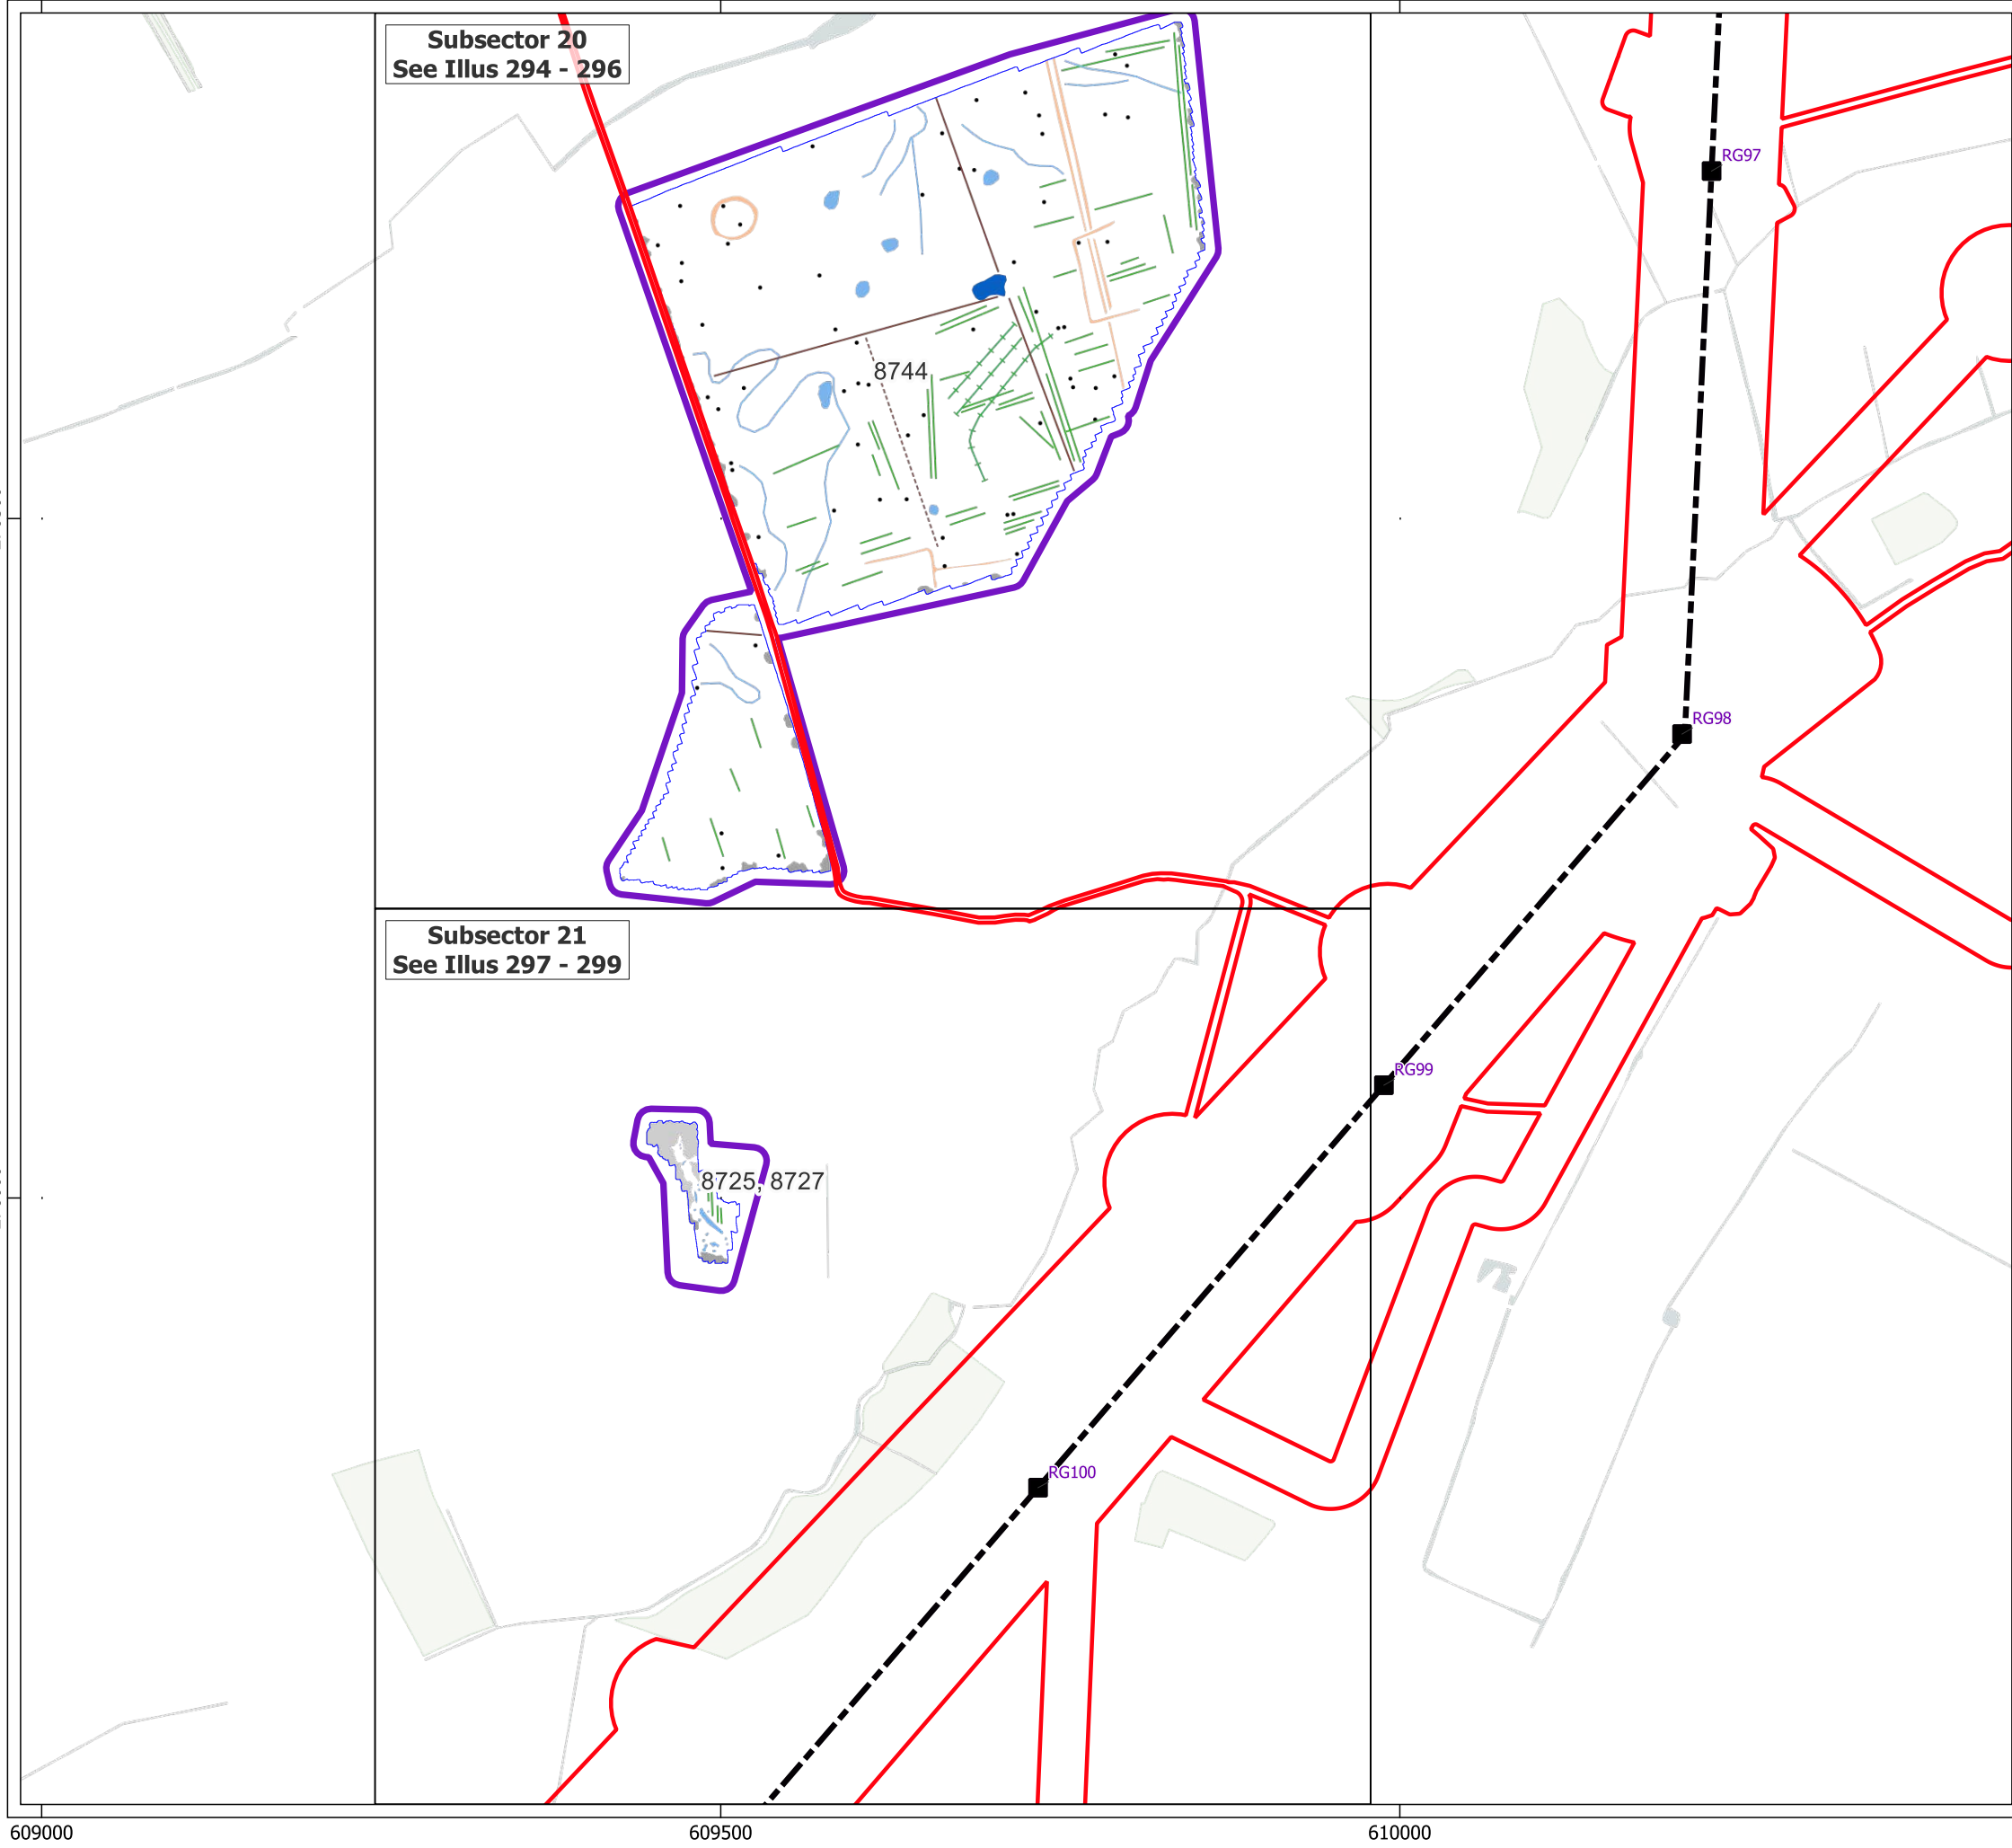 Subsector 20
See Illus 294 - 296
RG97
8744
RG98
Subsector 21
See Illus 297 - 299
RG99
8725, 8727
RG100
609000
609500
610000